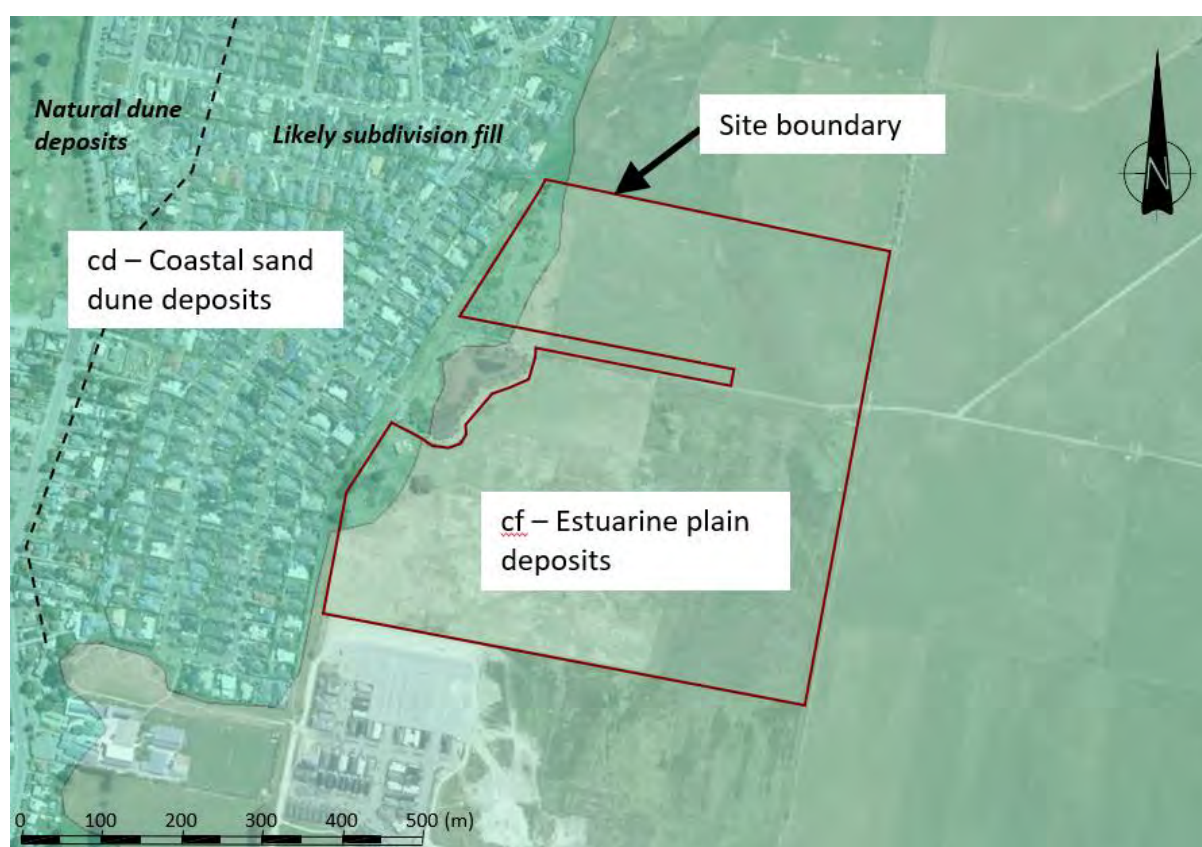 Natural dune
deposits
Likely subdivision fill
Site boundary
N
cd – Coastal sand
dune deposits
cf – Estuarine plain
deposits
0 100 200 300 400 500 (m)